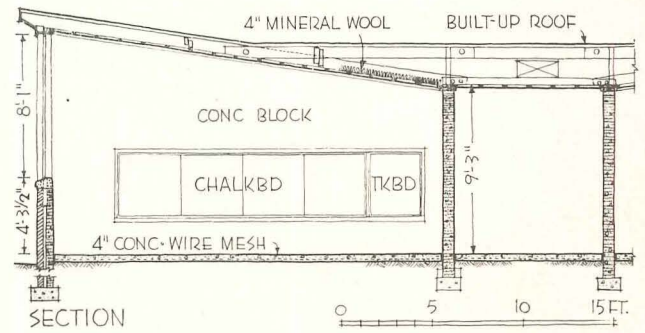 4" MINERAL WOOL
BUILT-UP ROOF
8'-1"
CONC BLOCK
CHALKBD
TKBD
9'-3"
4'-3½"
4" CONC-WIRE MESH
SECTION
0 5 10 15 FT.